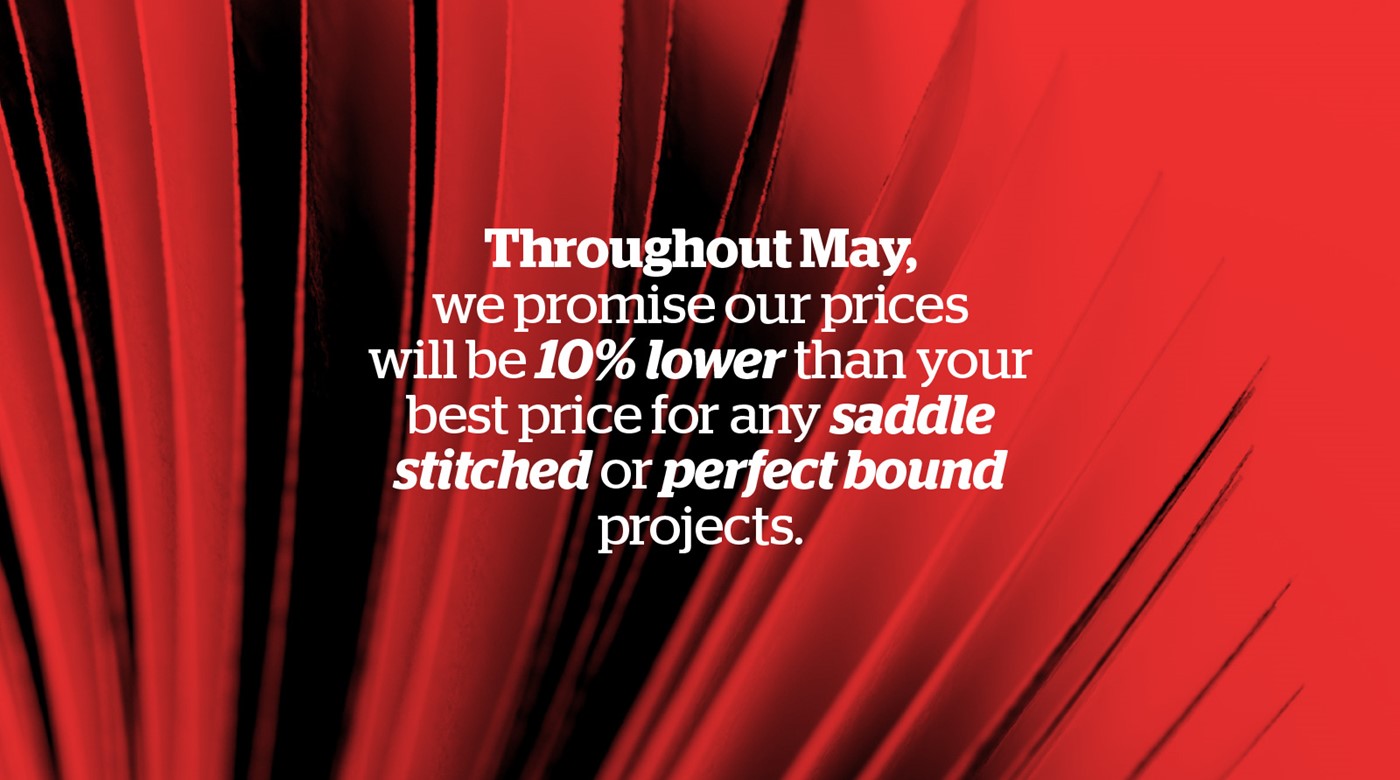 Throughout May,
we promise our prices
will be 10% lower than your
best price for any saddle
stitched or perfect bound
projects.